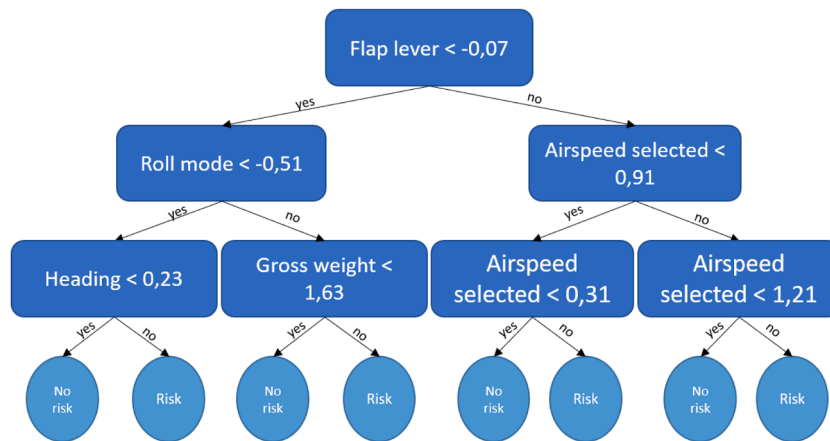 Flap lever < -0,07
yes
no
Roll mode < -0,51
Airspeed selected <
0,91
yes
no
yes
no
Heading < 0,23
Gross weight <
1,63
Airspeed
selected < 0,31
Airspeed
selected < 1,21
yes
no
yes
no
yes
no
yes
no
No
risk
Risk
No
risk
Risk
No
risk
Risk
No
risk
Risk